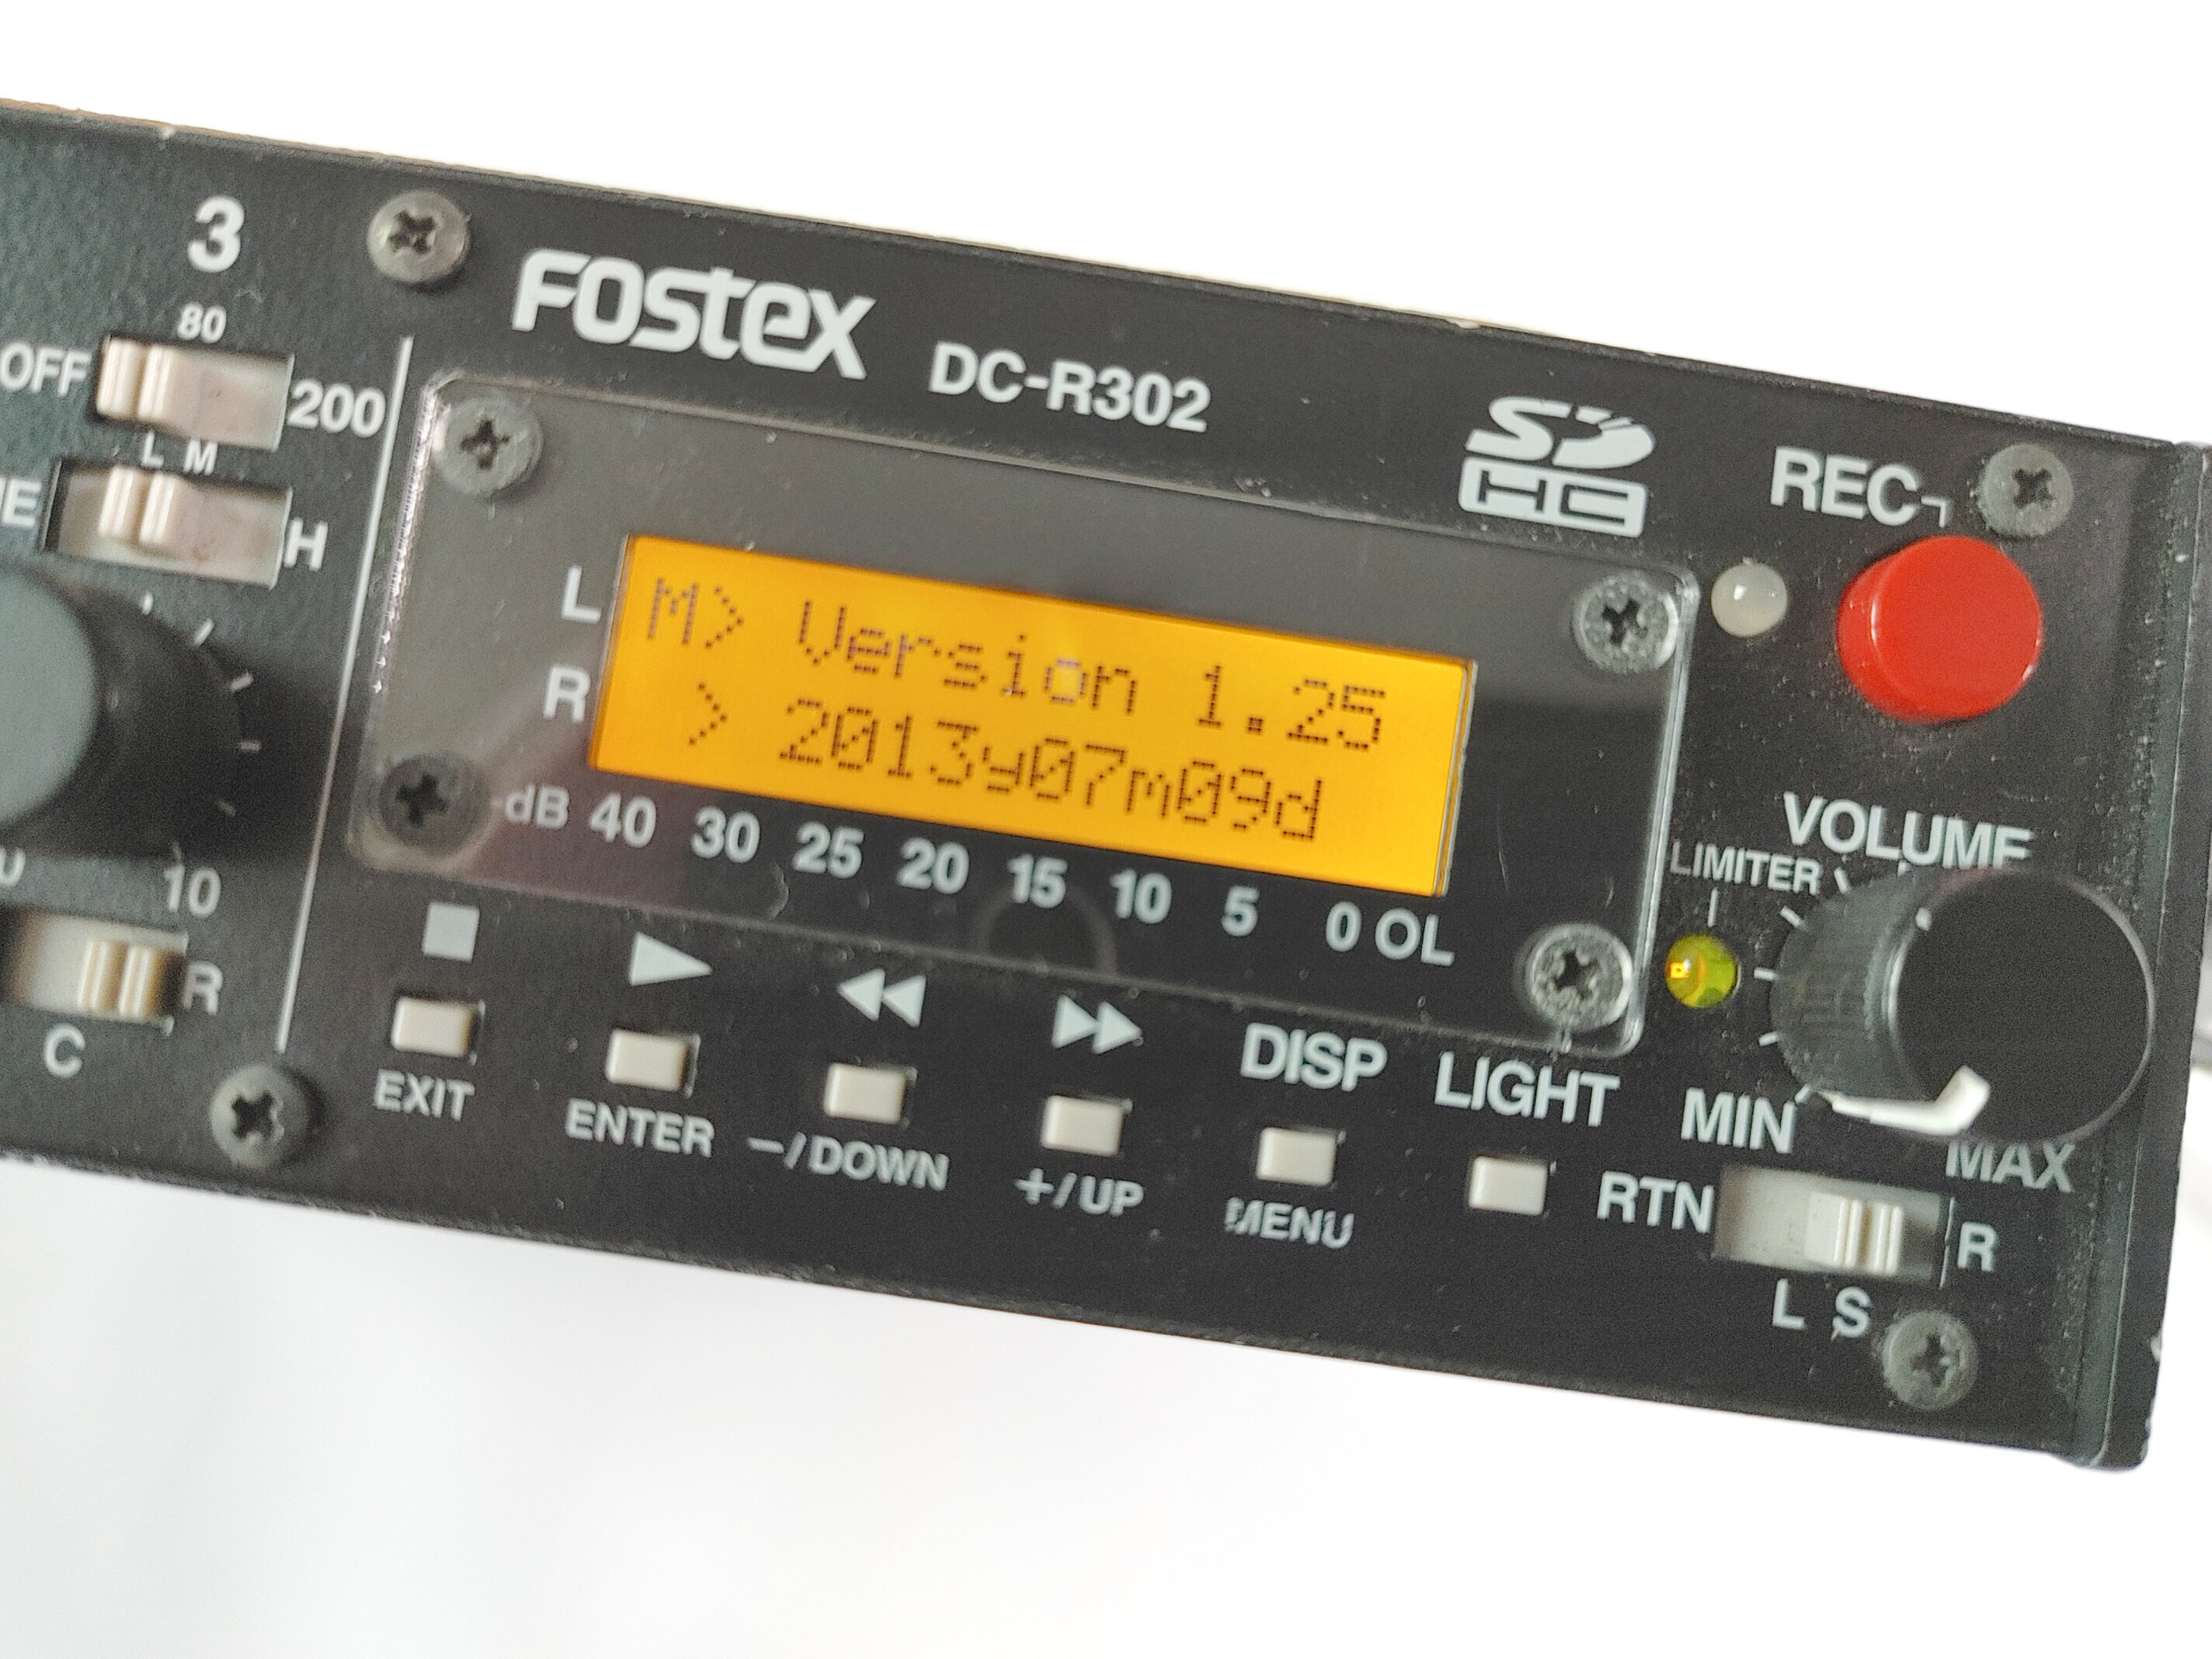 3
80
OFF
200
L M
H
10
R
C
FOSTEX DC-R302
SD
HC
REC
L
R
M> Version 1.25
> 2013y07m09d
-dB 40 30 25 20 15 10 5 0 OL
VOLUME
LIMITER
MIN
MAX
DISP
LIGHT
EXIT
ENTER
−/DOWN
+/UP
MENU
RTN
R
L S